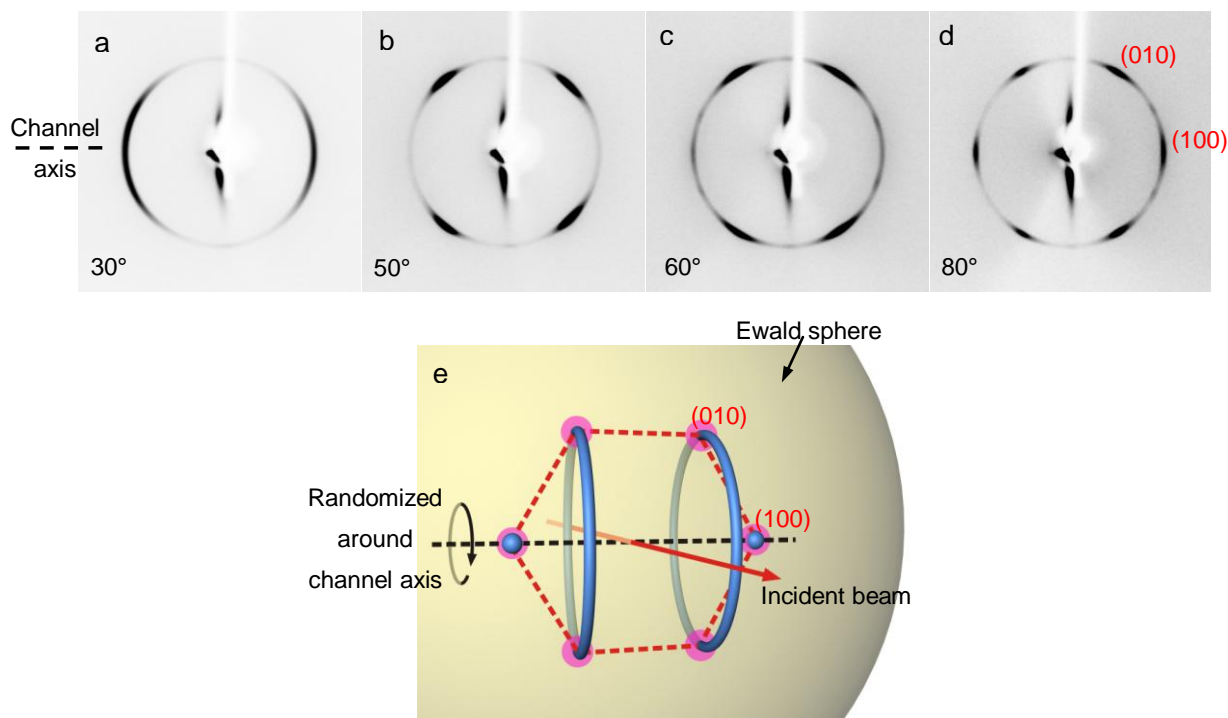 a
b
c
d
(010)
Channel
axis
(100)
30°
50°
60°
80°
Ewald sphere
e
(010)
Randomized
around
channel axis
(100)
Incident beam